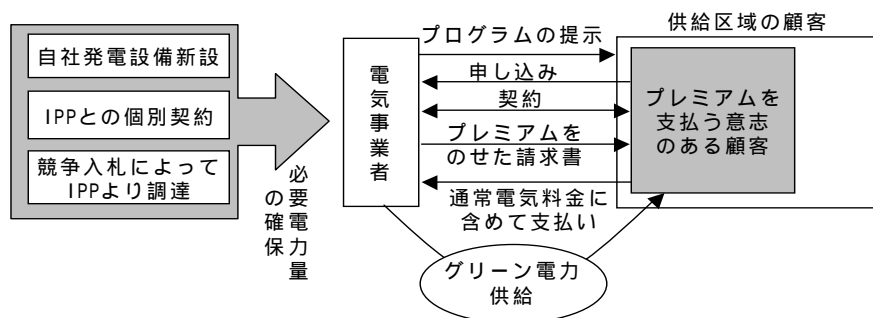 自社発電設備新設
IPPとの個別契約
競争入札によって
IPPより調達
必要電力量
の確保
電気事業者
プログラムの提示
申し込み
契約
プレミアムを
のせた請求書
通常電気料金に
含めて支払い
グリーン電力
供給
供給区域の顧客
プレミアムを
支払う意志
のある顧客